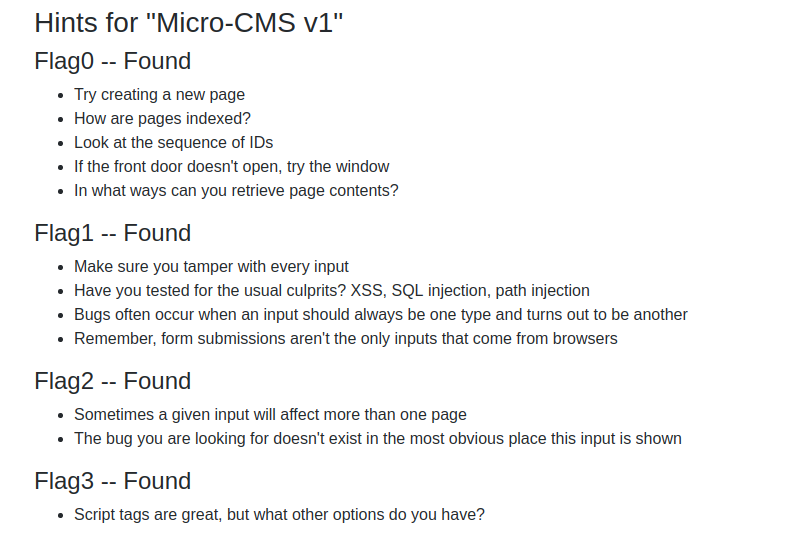 Hints for "Micro-CMS v1"
Flag0 -- Found
Try creating a new page
How are pages indexed?
Look at the sequence of IDs
If the front door doesn't open, try the window
In what ways can you retrieve page contents?
Flag1 -- Found
Make sure you tamper with every input
Have you tested for the usual culprits? XSS, SQL injection, path injection
Bugs often occur when an input should always be one type and turns out to be another
Remember, form submissions aren't the only inputs that come from browsers
Flag2 -- Found
Sometimes a given input will affect more than one page
The bug you are looking for doesn't exist in the most obvious place this input is shown
Flag3 -- Found
Script tags are great, but what other options do you have?